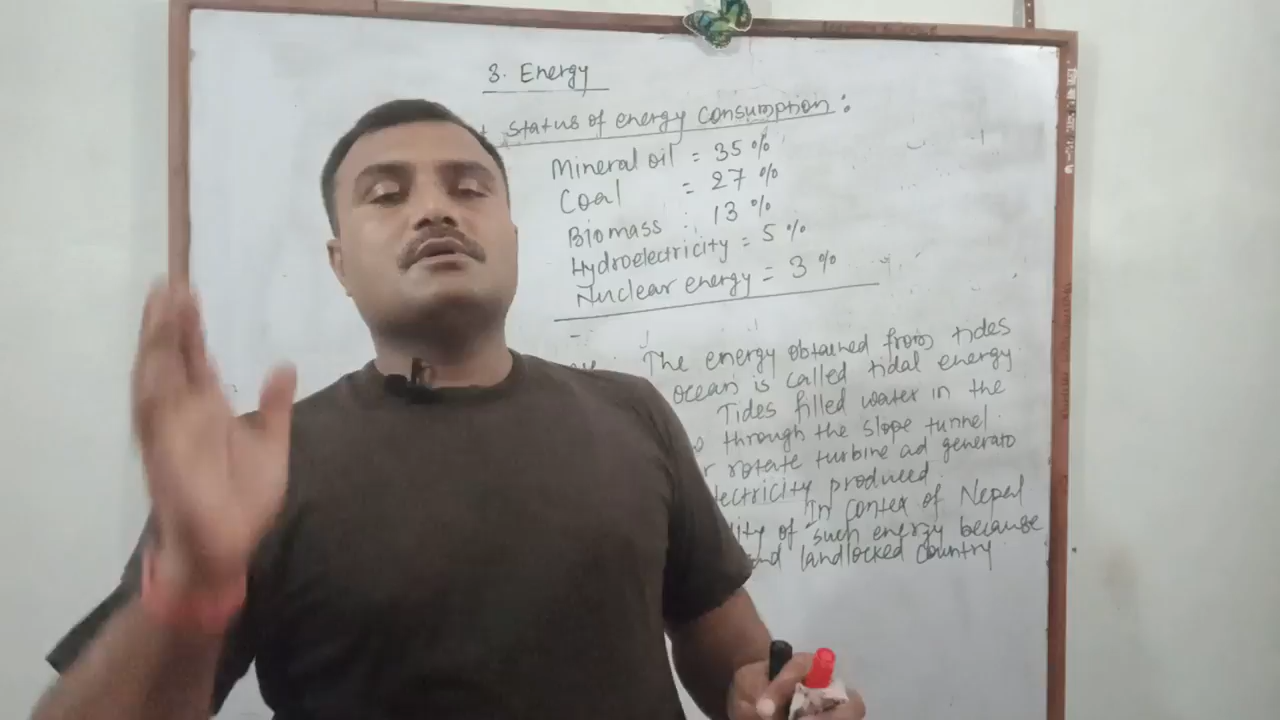 3. Energy
status of energy consumption :
Mineral oil = 35 %
Coal = 27 %
Biomass : 13 %
Hydroelectricity = 5 %
Nuclear energy = 3 %
The energy obtained from tides
ocean is called tidal energy
Tides filled water in the
through the slope tunnel.
rotate turbine ad generato
produced.
In contex of Nepal
of such energy because
landlocked country